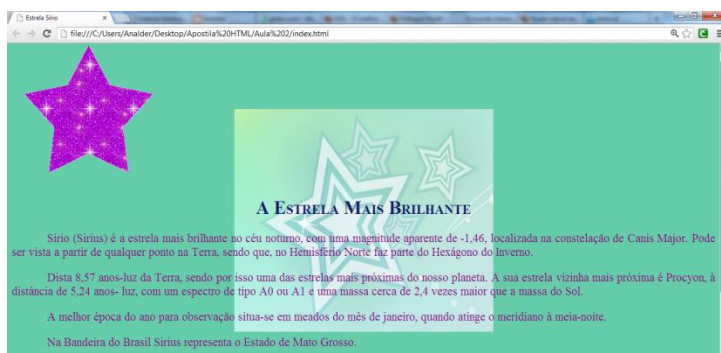 Estrela Sirio
file:///C:/Users/Analder/Desktop/Apostila%20HTML/Aula%202/index.html
A Estrela Mais Brilhante
Sírio (Sirius) é a estrela mais brilhante no céu noturno, com uma magnitude aparente de -1,46, localizada na constelação de Canis Major. Pode
ser vista a partir de qualquer ponto na Terra, sendo que, no Hemisfério Norte faz parte do Hexágono do Inverno.
Dista 8,57 anos-luz da Terra, sendo por isso uma das estrelas mais próximas do nosso planeta. A sua estrela vizinha mais próxima é Procyon, à
distância de 5,24 anos- luz, com um espectro de tipo A0 ou A1 e uma massa cerca de 2,4 vezes maior que a massa do Sol.
A melhor época do ano para observação situa-se em meados do mês de janeiro, quando atinge o meridiano à meia-noite.
Na Bandeira do Brasil Sirius representa o Estado de Mato Grosso.